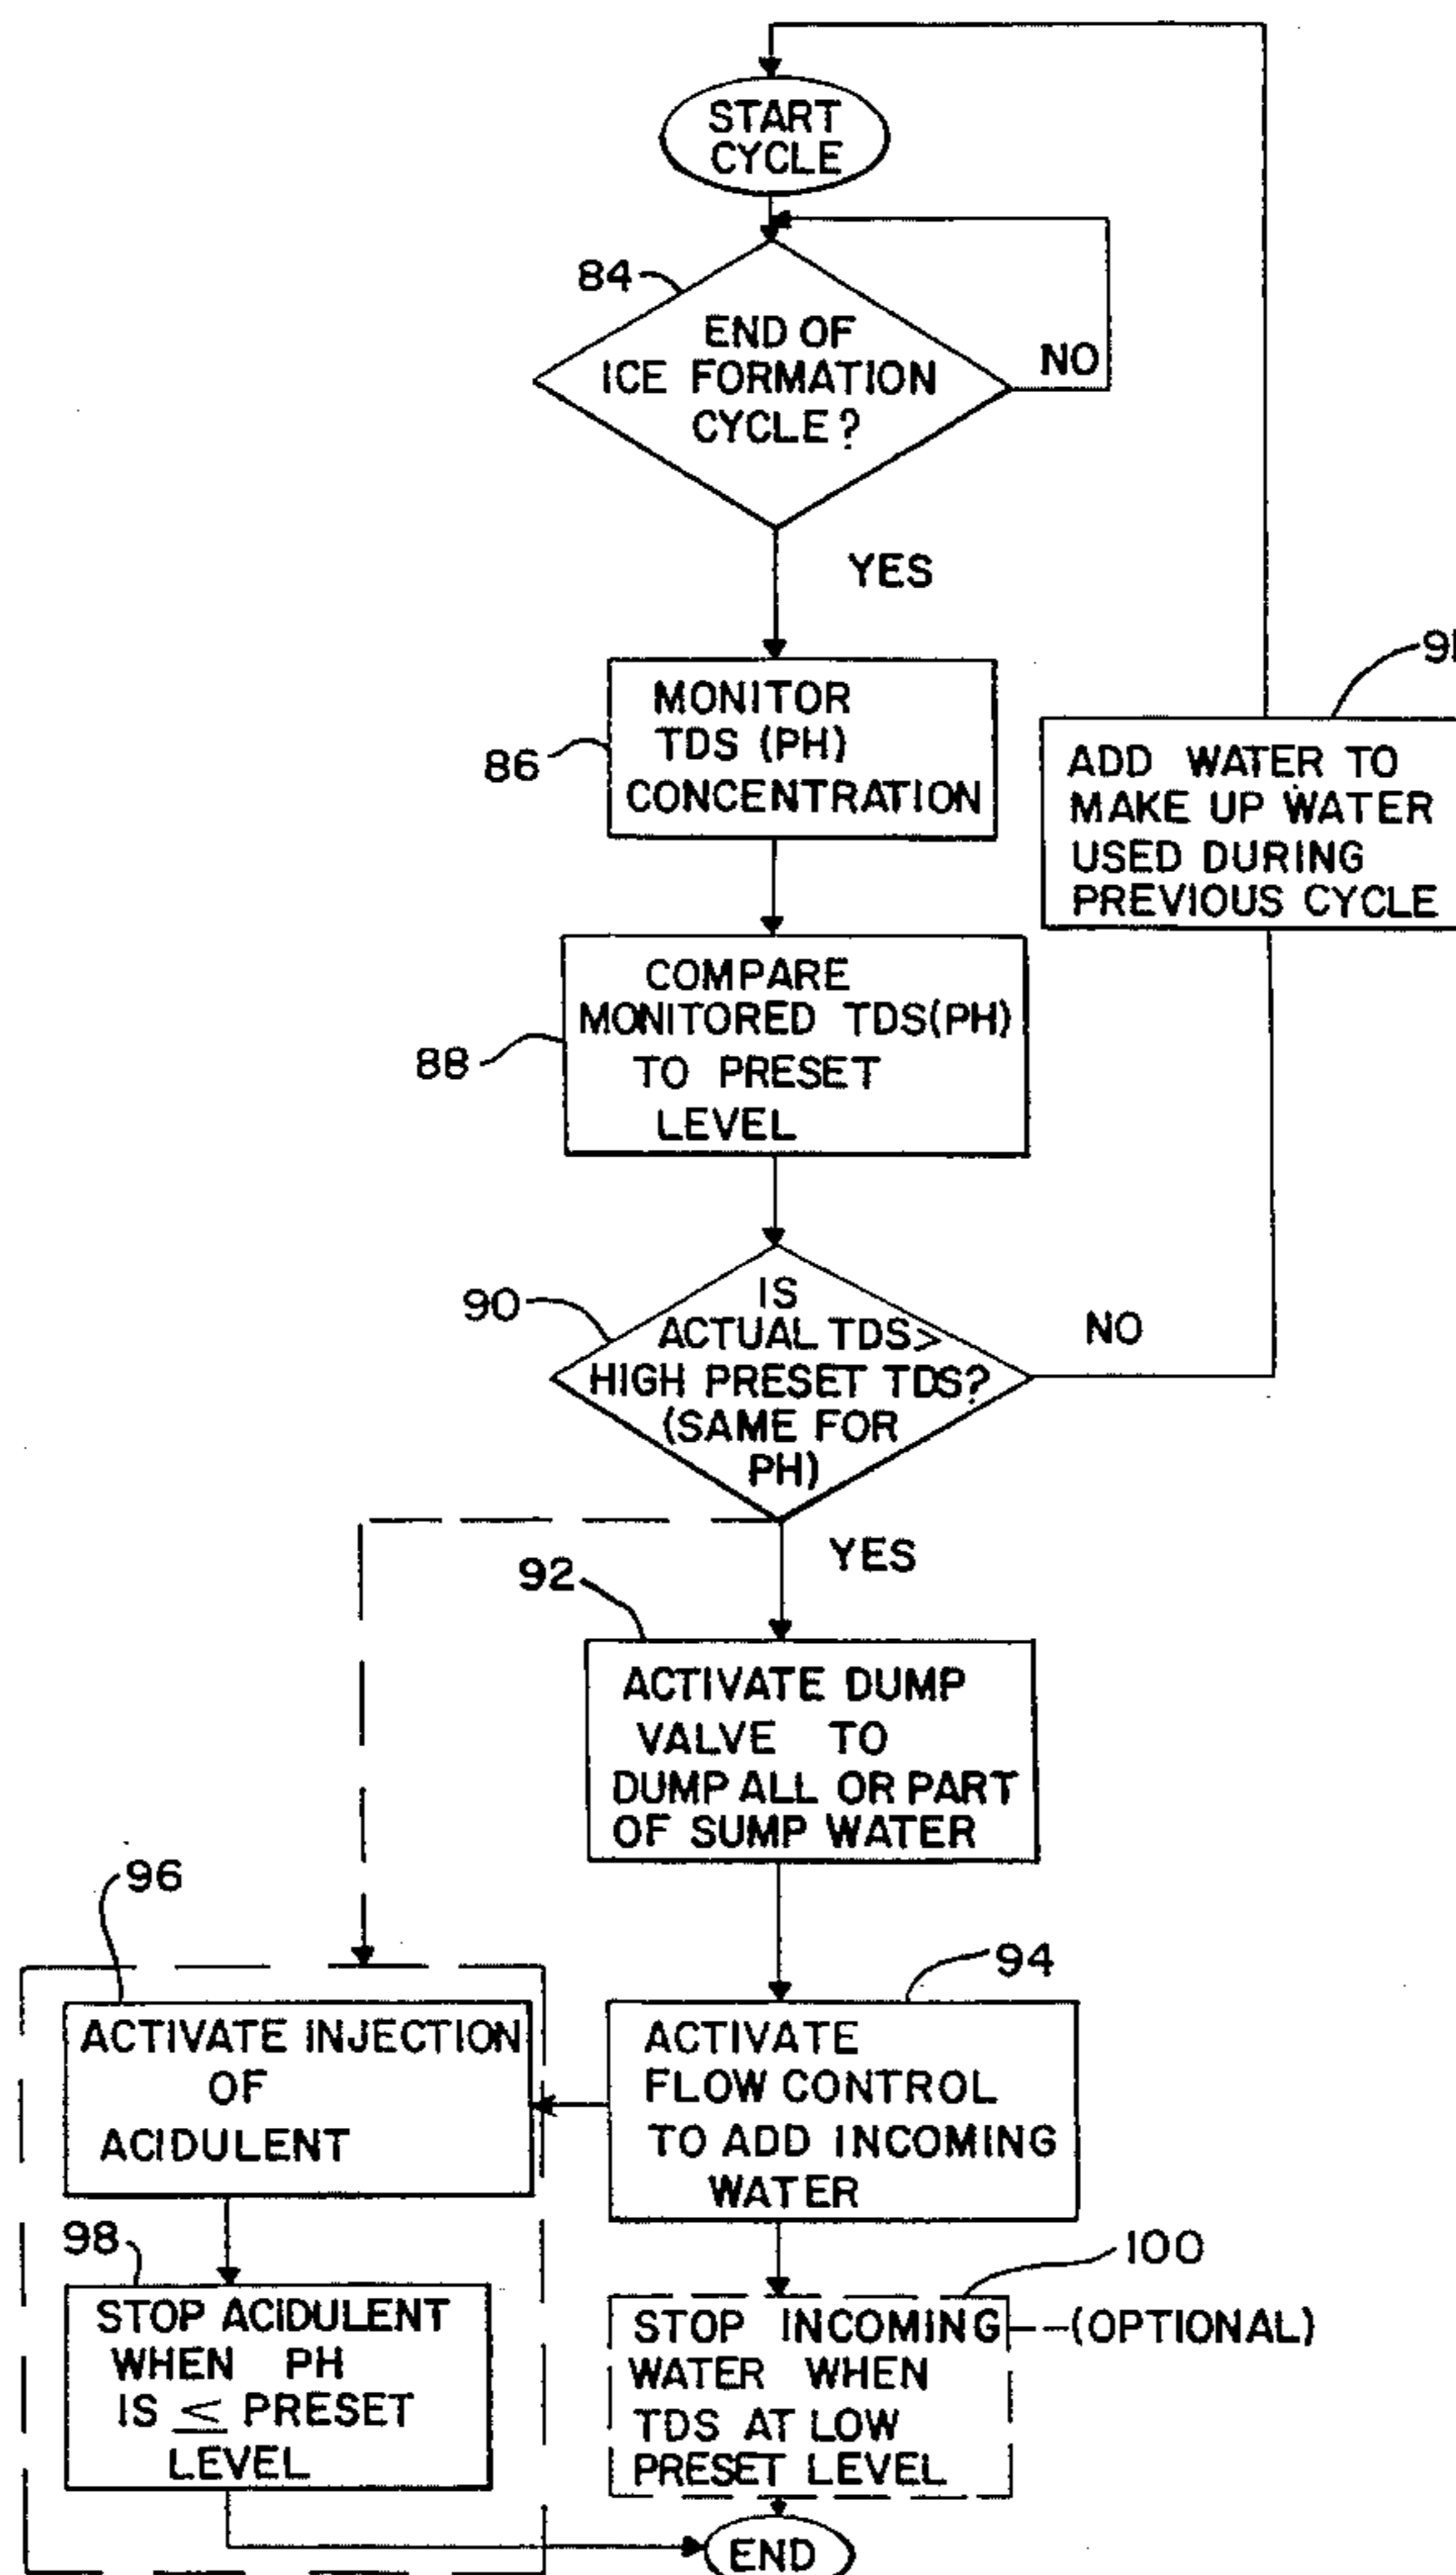 START
CYCLE
84
END OF
ICE FORMATION
CYCLE?
NO
YES
86
MONITOR
TDS (PH)
CONCENTRATION
ADD WATER TO
MAKE UP WATER
USED DURING
PREVIOUS CYCLE
88
COMPARE
MONITORED TDS(PH)
TO PRESET
LEVEL
90
IS
ACTUAL TDS>
HIGH PRESET TDS?
(SAME FOR
PH)
NO
YES
92
ACTIVATE DUMP
VALVE TO
DUMP ALL OR PART
OF SUMP WATER
96
ACTIVATE INJECTION
OF
ACIDULENT
94
ACTIVATE
FLOW CONTROL
TO ADD INCOMING
WATER
98
STOP ACIDULENT
WHEN PH
IS ≤ PRESET
LEVEL
100
STOP INCOMING
WATER WHEN
TDS AT LOW
PRESET LEVEL
(OPTIONAL)
END